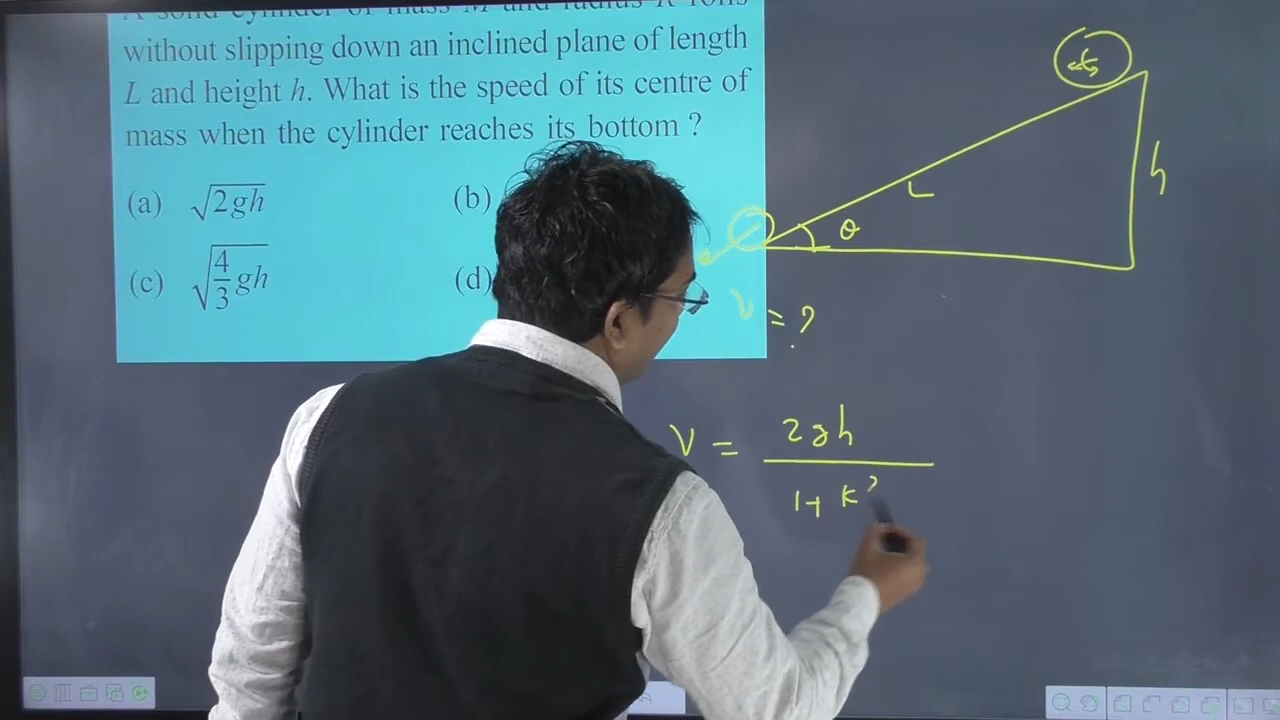 without slipping down an inclined plane of length
L and height h. What is the speed of its centre of
mass when the cylinder reaches its bottom ?
(a) √2gh (b)
(c) √4/3 gh (d)
h
L
θ
V = ?
V = 2gh
1+ K²